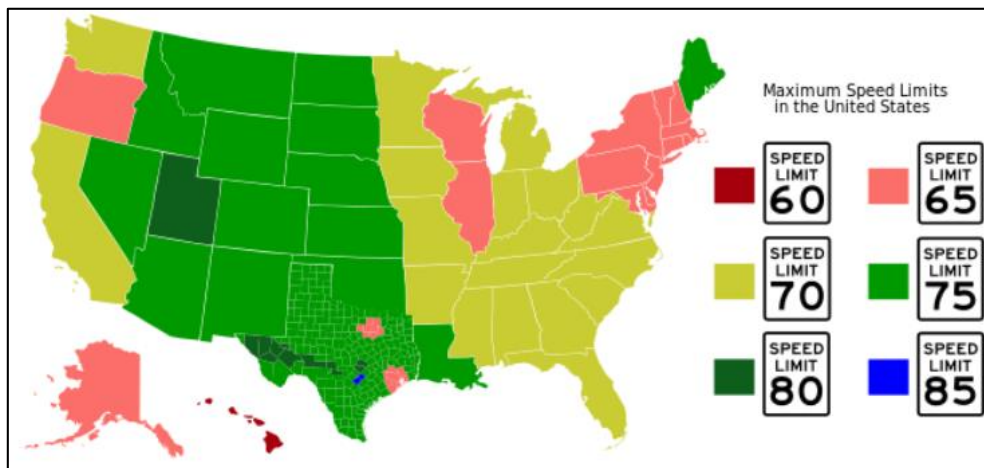 Maximum Speed Limits
in the United States
SPEED
LIMIT
60
SPEED
LIMIT
65
SPEED
LIMIT
70
SPEED
LIMIT
75
SPEED
LIMIT
80
SPEED
LIMIT
85